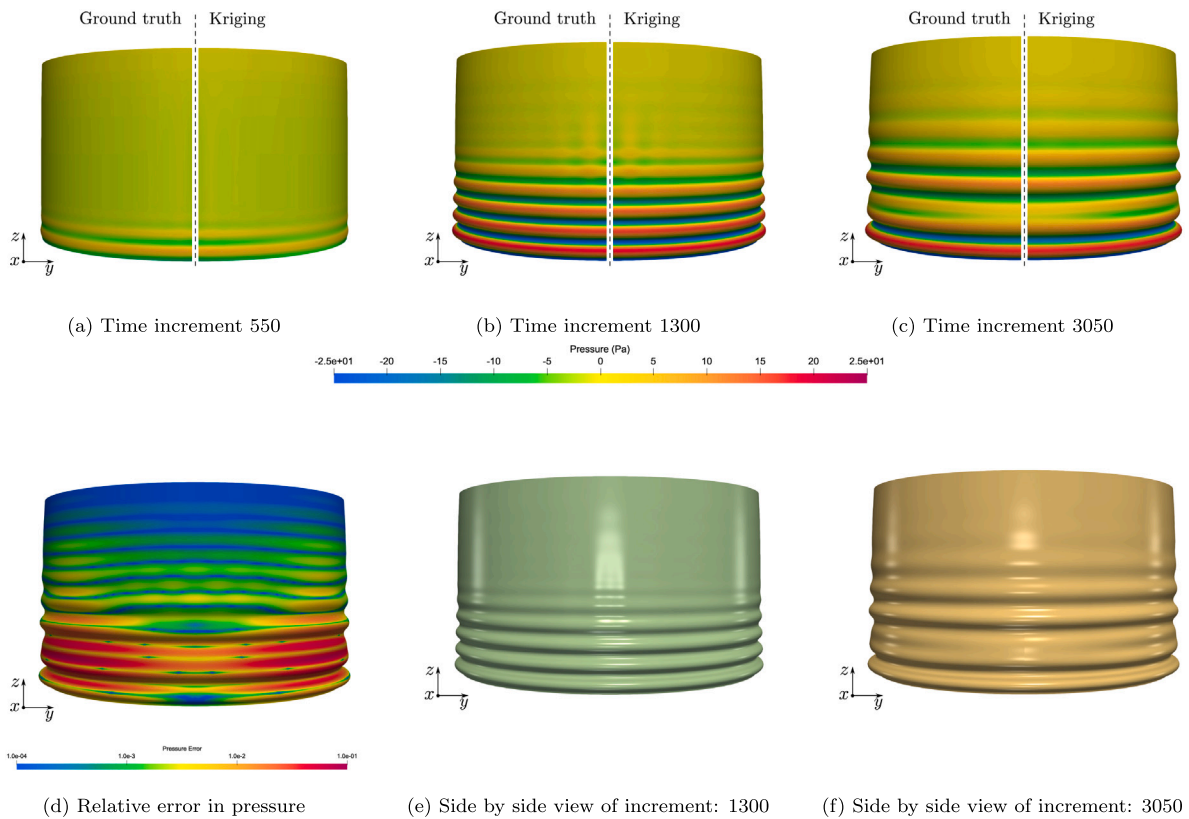 Ground truth Kriging
Ground truth Kriging
Ground truth Kriging
z
x y
z
x y
z
x y
(a) Time increment 550
(b) Time increment 1300
(c) Time increment 3050
Pressure (Pa)
-2.5e+01 -20 -15 -10 -5 0 5 10 15 20 2.5e+01
z
x y
z
x y
z
x y
Pressure Error
1.0e-04 1.0e-3 1.0e-2 1.0e-01
(d) Relative error in pressure
(e) Side by side view of increment: 1300
(f) Side by side view of increment: 3050